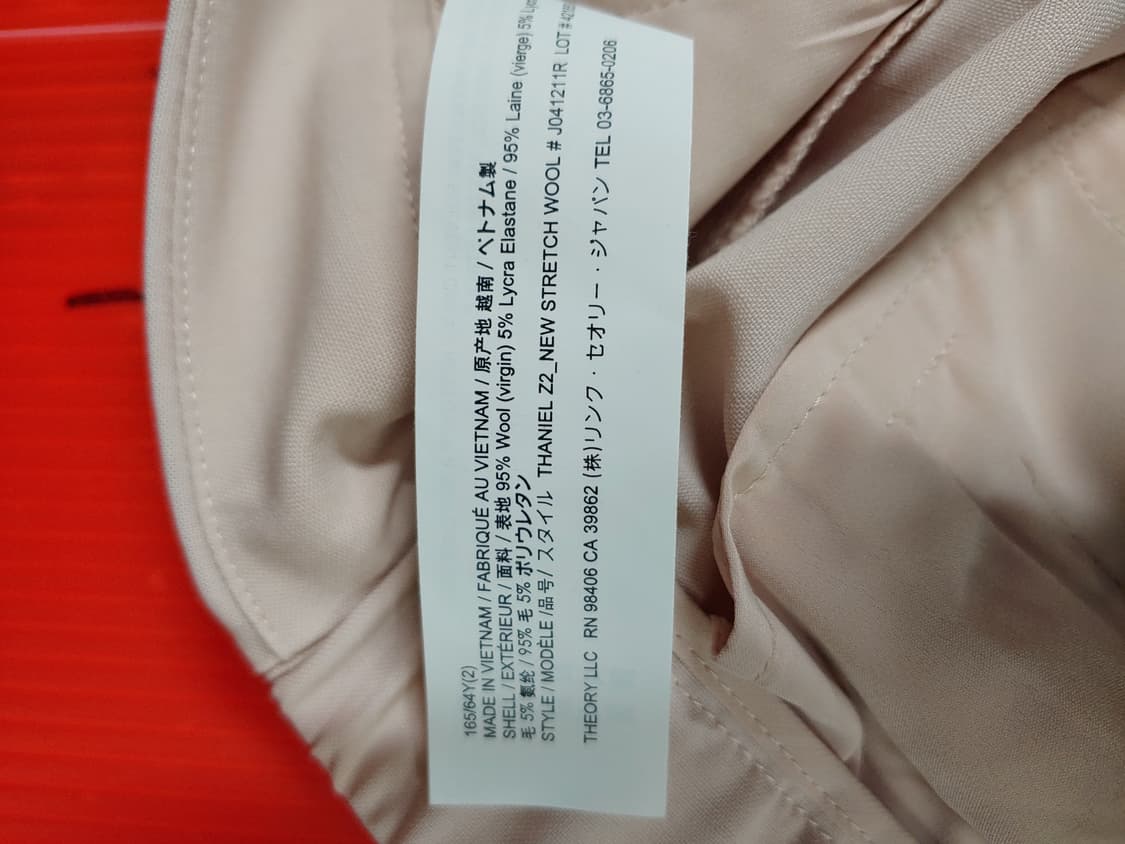 165/64Y(2)
MADE IN VIETNAM / FABRIQUÉ AU VIETNAM / 原产地 越南 / ベトナム製
SHELL / EXTÉRIEUR / 面料 / 表地 95% Wool (virgin) 5% Lycra Elastane / 95% Laine (vierge) 5%
毛 5% 氨纶 / 95% 毛 5% ポリウレタン
STYLE / MODÈLE /品号/ スタイル THANIEL Z2_NEW STRETCH WOOL # J041211R LOT
THEORY LLC RN 98406 CA 39862 (株)リンク・セオリー・ジャパン TEL 03-6865-0206